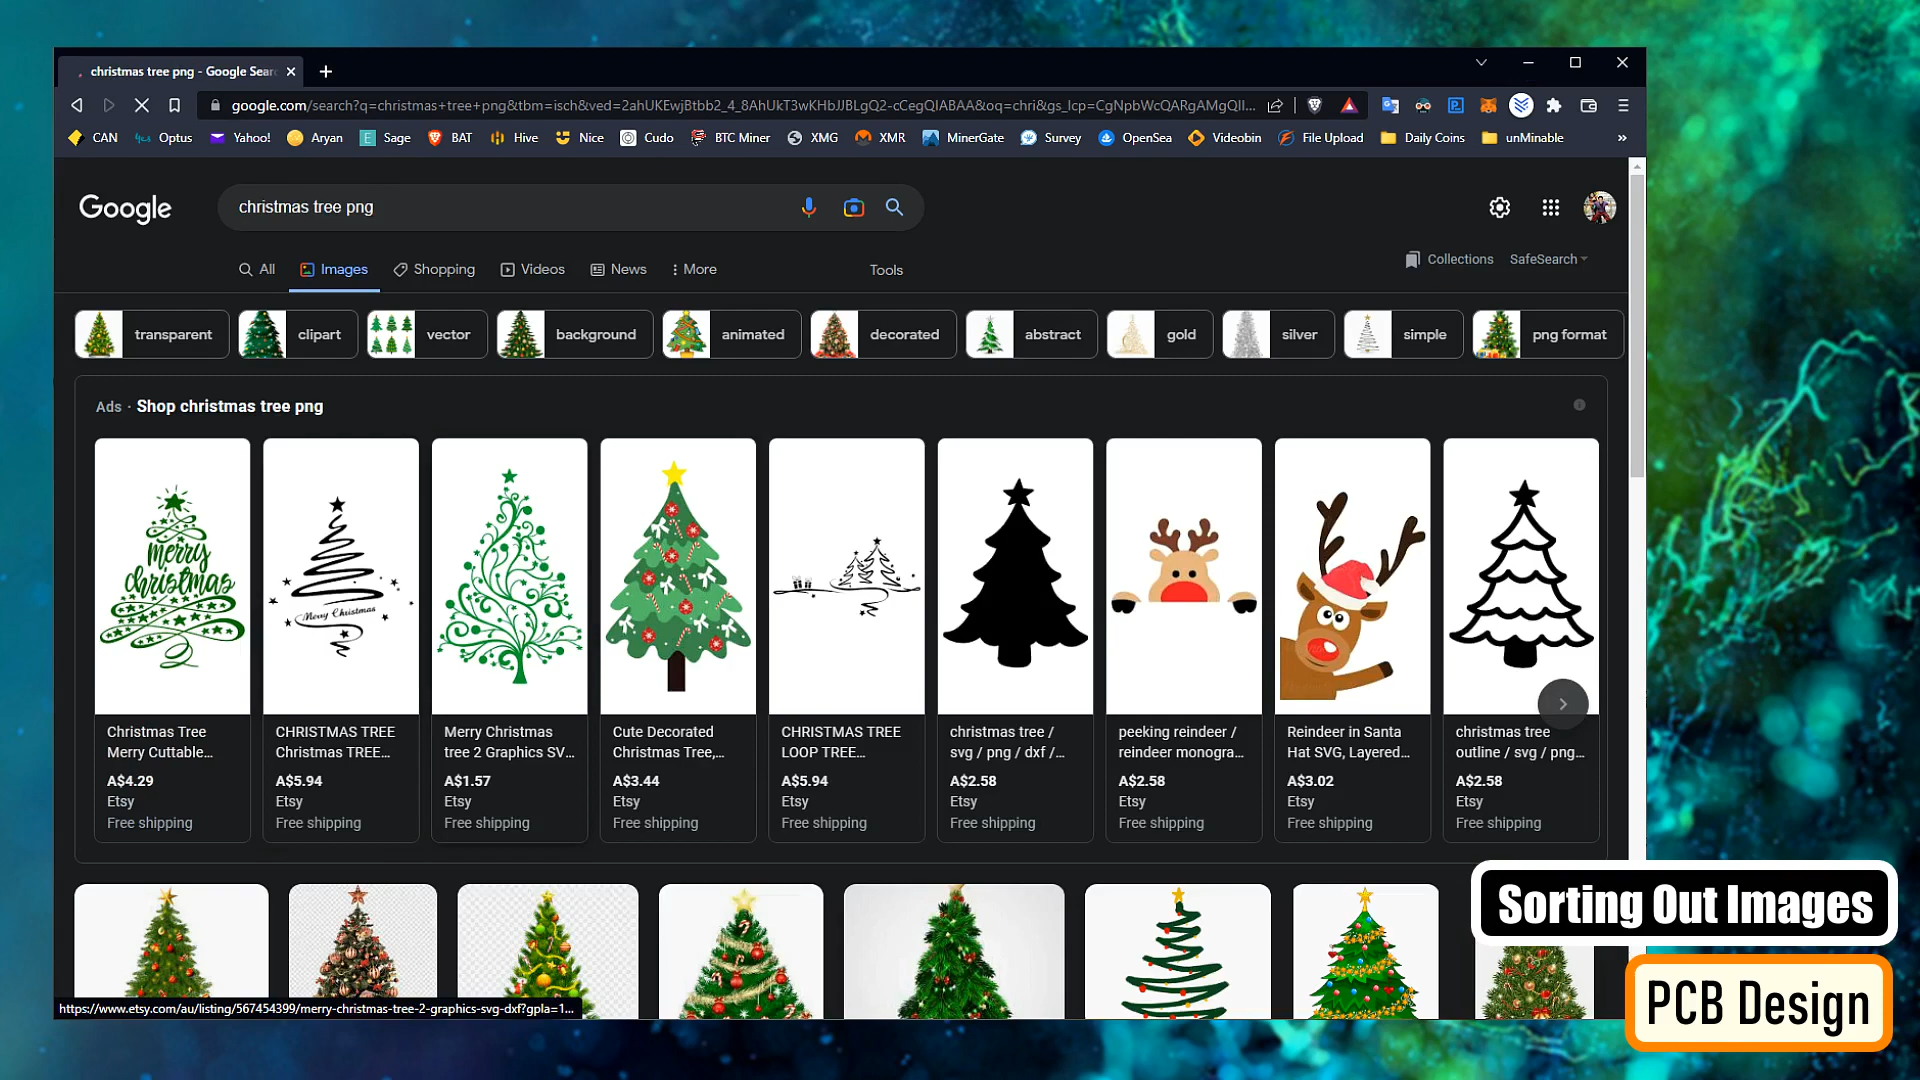 christmas tree png - Google Sear
google.com/search?q=christmas+tree+png&tbm=isch&ved=2ahUKEwjBtbb2_4_8AhUkT3wKHbJJBLgQ2-cCegQIABAA&oq=chri&gs_lcp=CgNpbWcQARgAMgQII...
CAN Optus Yahoo! Aryan Sage BAT Hive Nice Cudo BTC Miner XMG XMR MinerGate Survey OpenSea Videobin File Upload Daily Coins unMinable »
Google christmas tree png
All Images Shopping Videos News More Tools Collections SafeSearch
transparent clipart vector background animated decorated abstract gold silver simple png format
Ads · Shop christmas tree png
merry
christmas
Merry Christmas
Christmas Tree
Merry Cuttable...
A$4.29
Etsy
Free shipping
CHRISTMAS TREE
Christmas TREE...
A$5.94
Etsy
Free shipping
Merry Christmas
tree 2 Graphics SV...
A$1.57
Etsy
Free shipping
Cute Decorated
Christmas Tree,...
A$3.44
Etsy
Free shipping
CHRISTMAS TREE
LOOP TREE...
A$5.94
Etsy
Free shipping
christmas tree /
svg / png / dxf /...
A$2.58
Etsy
Free shipping
peeking reindeer /
reindeer monogra...
A$2.58
Etsy
Free shipping
Reindeer in Santa
Hat SVG, Layered...
A$3.02
Etsy
Free shipping
christmas tree
outline / svg / png...
A$2.58
Etsy
Free shipping
Sorting Out Images
PCB Design
https://www.etsy.com/au/listing/567454399/merry-christmas-tree-2-graphics-svg-dxf?gpla=1...